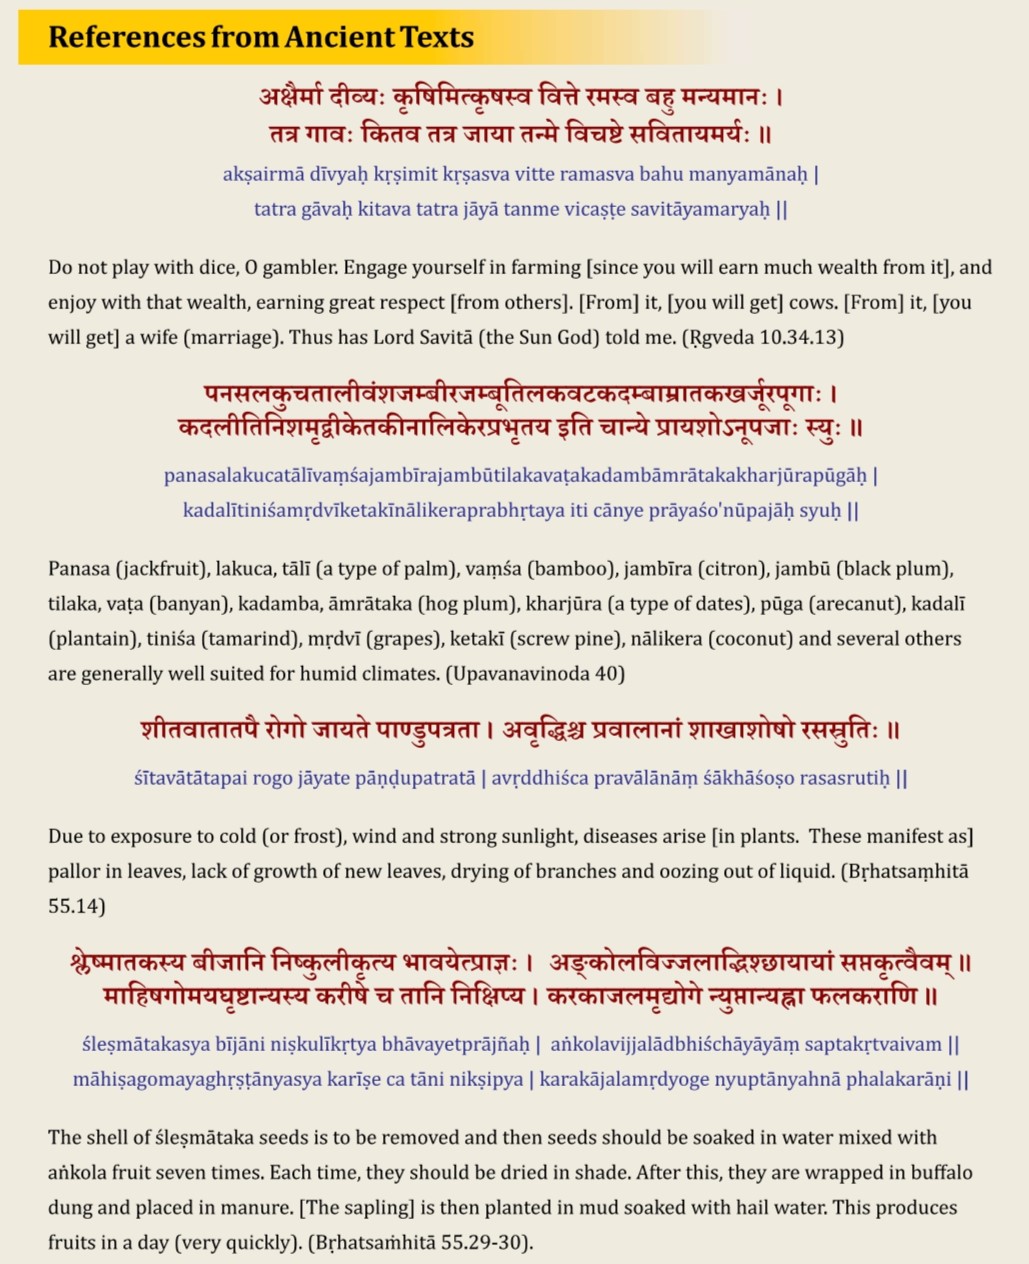 References from Ancient Texts
अक्षैर्मा दीव्यः कृषिमित्कृषस्व वित्ते रमस्व बहु मन्यमानः ।
तत्र गावः कितव तत्र जाया तन्मे विचष्टे सवितायमर्यः ॥
akṣairmā dīvyaḥ kṛṣimit kṛṣasva vitte ramasva bahu manyamānaḥ |
tatra gāvaḥ kitava tatra jāyā tanme vicaṣṭe savitāyamaryaḥ ||
Do not play with dice, O gambler. Engage yourself in farming [since you will earn much wealth from it], and
enjoy with that wealth, earning great respect [from others]. [From] it, [you will get] cows. [From] it, [you
will get] a wife (marriage). Thus has Lord Savitā (the Sun God) told me. (Ṛgveda 10.34.13)
पनसलकुचतालीवंशजम्बीरजम्बूतिलकवटकदम्बाम्रातकखर्जूरपूगाः ।
कदलीतिनिशमृद्वीकेतकीनालिकेरप्रभृतय इति चान्ये प्रायशोऽनूपजाः स्युः ॥
panasalakucatālīvaṃśajambīrajambūtilakavaṭakadambāmrātakakharjūrapūgāḥ |
kadalītiniśamṛdvīketakīnālikeraprabhṛtaya iti cānye prāyaśo'nūpajāḥ syuḥ ||
Panasa (jackfruit), lakuca, tālī (a type of palm), vaṃśa (bamboo), jambīra (citron), jambū (black plum),
tilaka, vaṭa (banyan), kadamba, āmrātaka (hog plum), kharjūra (a type of dates), pūga (arecanut), kadalī
(plantain), tiniśa (tamarind), mṛdvī (grapes), ketakī (screw pine), nālikera (coconut) and several others
are generally well suited for humid climates. (Upavanavinoda 40)
शीतवातातपै रोगो जायते पाण्डुपत्रता । अवृद्धिश्च प्रवालानां शाखाशोषो रसस्रुतिः ॥
śītavātātapai rogo jāyate pāṇḍupatratā | avṛddhiśca pravālānāṃ śākhāśoṣo rasasrutiḥ ||
Due to exposure to cold (or frost), wind and strong sunlight, diseases arise [in plants.  These manifest as]
pallor in leaves, lack of growth of new leaves, drying of branches and oozing out of liquid. (Bṛhatsaṃhitā
55.14)
श्लेष्मातकस्य बीजानि निष्कुलीकृत्य भावयेत्प्राज्ञः ।  अङ्कोलविज्जलाद्भिश्छायायां सप्तकृत्वैवम् ॥
माहिषगोमयघृष्टान्यस्य करीषे च तानि निक्षिप्य । करकाजलमृद्योगे न्युप्तान्यह्ना फलकराणि ॥
śleṣmātakasya bījāni niṣkulīkṛtya bhāvayetprājñaḥ |  aṅkolavijjalādbhiśchāyāyāṃ saptakṛtvaivam ||
māhiṣagomayaghṛṣṭānyasya karīṣe ca tāni nikṣipya | karakājalamṛdyoge nyuptānyahnā phalakarāṇi ||
The shell of śleṣmātaka seeds is to be removed and then seeds should be soaked in water mixed with
aṅkola fruit seven times. Each time, they should be dried in shade. After this, they are wrapped in buffalo
dung and placed in manure. [The sapling] is then planted in mud soaked with hail water. This produces
fruits in a day (very quickly). (Bṛhatsaṁhitā 55.29-30).